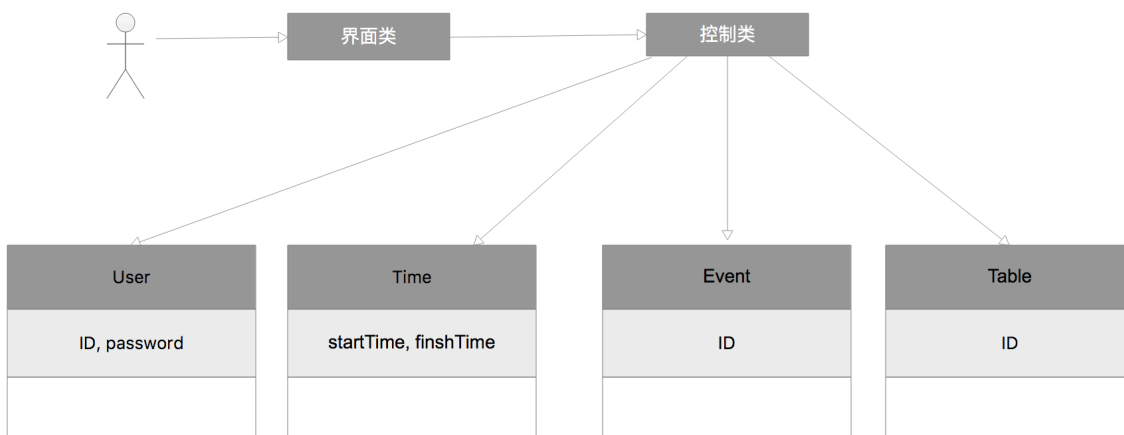 界面类
控制类
User
Time
Event
Table
ID, password
startTime, finshTime
ID
ID